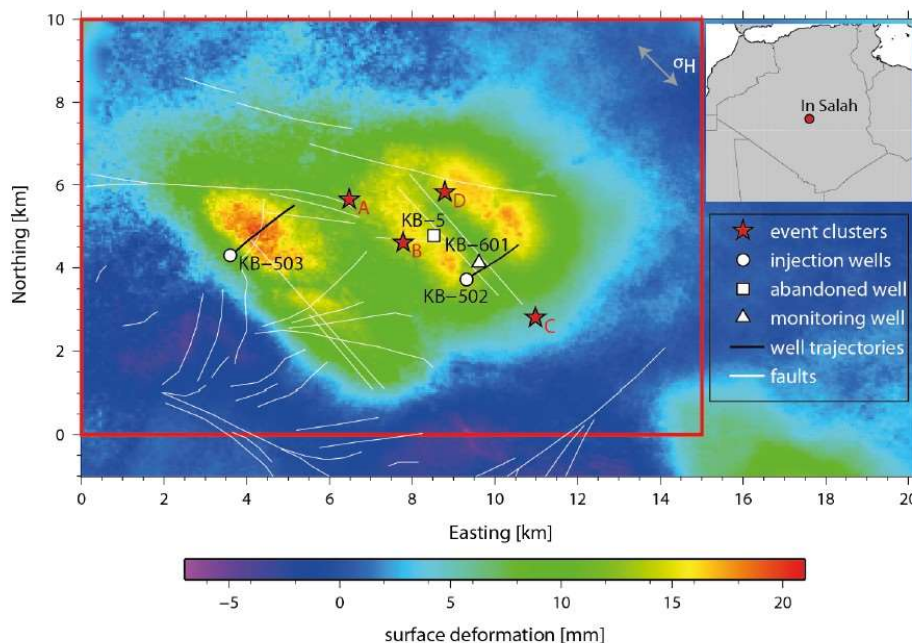 10
8
6
4
2
0
Northing [km]
σH
A
D
KB–5
B
KB–601
KB–503
KB–502
C
In Salah
event clusters
injection wells
abandoned well
monitoring well
well trajectories
faults
0 2 4 6 8 10 12 14 16 18 20
Easting [km]
−5 0 5 10 15 20
surface deformation [mm]